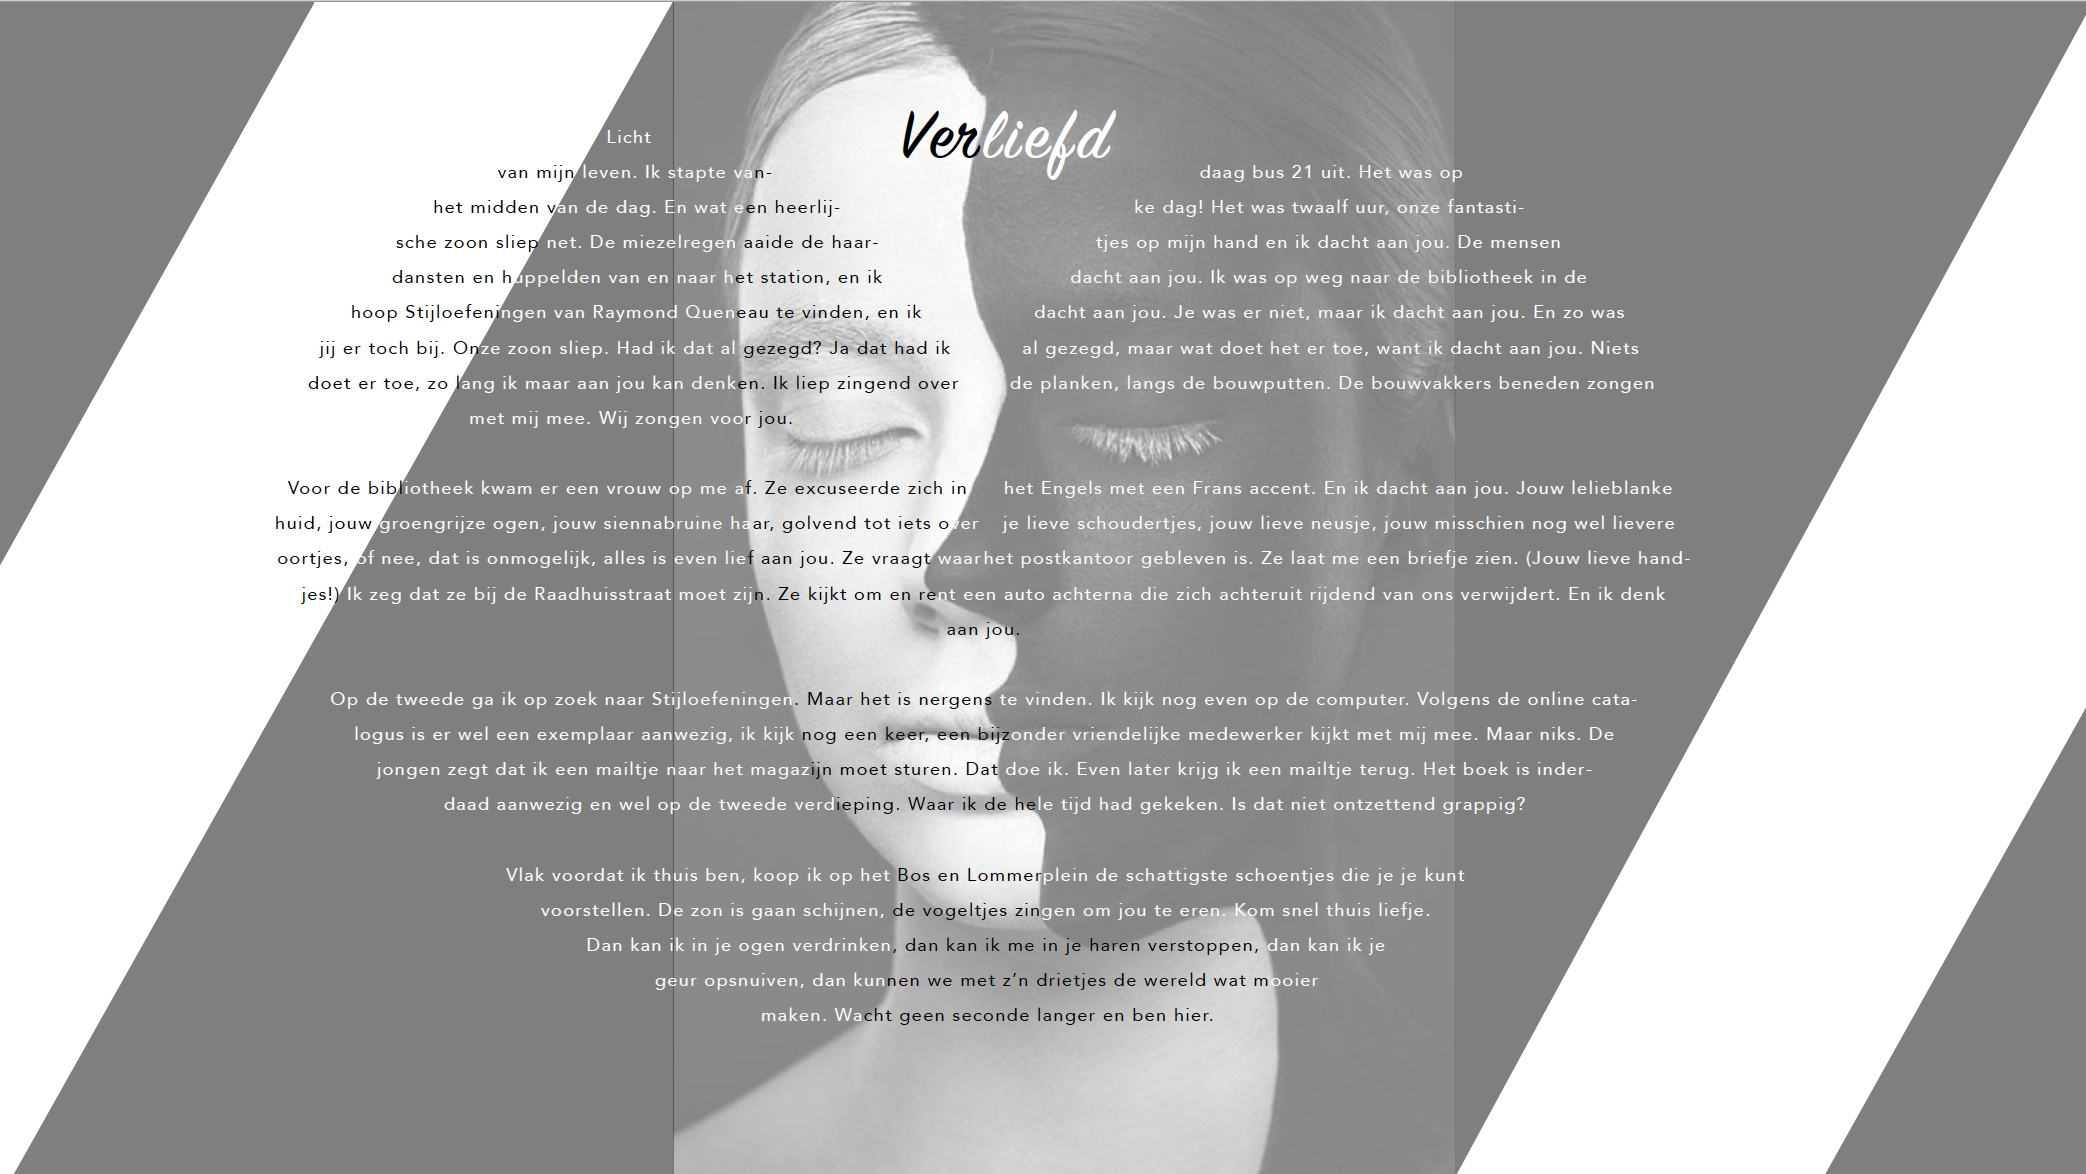 Verliefd
Licht
van mijn leven. Ik stapte van- daag bus 21 uit. Het was op
het midden van de dag. En wat een heerlij- ke dag! Het was twaalf uur, onze fantasti-
sche zoon sliep net. De miezelregen aaide de haar- tjes op mijn hand en ik dacht aan jou. De mensen
dansten en huppelden van en naar het station, en ik dacht aan jou. Ik was op weg naar de bibliotheek in de
hoop Stijloefeningen van Raymond Queneau te vinden, en ik dacht aan jou. Je was er niet, maar ik dacht aan jou. En zo was
jij er toch bij. Onze zoon sliep. Had ik dat al gezegd? Ja dat had ik al gezegd, maar wat doet het er toe, want ik dacht aan jou. Niets
doet er toe, zo lang ik maar aan jou kan denken. Ik liep zingend over de planken, langs de bouwputten. De bouwvakkers beneden zongen
met mij mee. Wij zongen voor jou.
Voor de bibliotheek kwam er een vrouw op me af. Ze excuseerde zich in het Engels met een Frans accent. En ik dacht aan jou. Jouw lelieblanke
huid, jouw groengrijze ogen, jouw siennabruine haar, golvend tot iets over je lieve schoudertjes, jouw lieve neusje, jouw misschien nog wel lievere
oortjes, of nee, dat is onmogelijk, alles is even lief aan jou. Ze vraagt waar het postkantoor gebleven is. Ze laat me een briefje zien. (Jouw lieve hand-
jes!) Ik zeg dat ze bij de Raadhuisstraat moet zijn. Ze kijkt om en rent een auto achterna die zich achteruit rijdend van ons verwijdert. En ik denk
aan jou.
Op de tweede ga ik op zoek naar Stijloefeningen. Maar het is nergens te vinden. Ik kijk nog even op de computer. Volgens de online cata-
logus is er wel een exemplaar aanwezig, ik kijk nog een keer, een bijzonder vriendelijke medewerker kijkt met mij mee. Maar niks. De
jongen zegt dat ik een mailtje naar het magazijn moet sturen. Dat doe ik. Even later krijg ik een mailtje terug. Het boek is inder-
daad aanwezig en wel op de tweede verdieping. Waar ik de hele tijd had gekeken. Is dat niet ontzettend grappig?
Vlak voordat ik thuis ben, koop ik op het Bos en Lommerplein de schattigste schoentjes die je je kunt
voorstellen. De zon is gaan schijnen, de vogeltjes zingen om jou te eren. Kom snel thuis liefje.
Dan kan ik in je ogen verdrinken, dan kan ik me in je haren verstoppen, dan kan ik je
geur opsnuiven, dan kunnen we met z’n drietjes de wereld wat mooier
maken. Wacht geen seconde langer en ben hier.